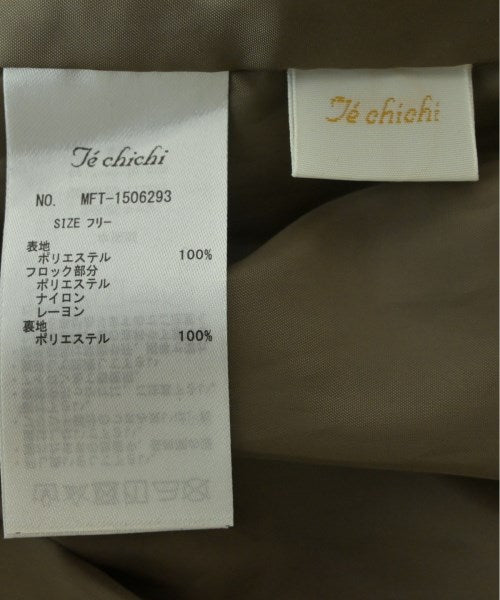 Té chichi
NO. MFT-1506293
SIZE フリー
表地
ポリエステル 100%
フロック部分
ポリエステル
ナイロン
レーヨン
裏地
ポリエステル 100%
Té chichi